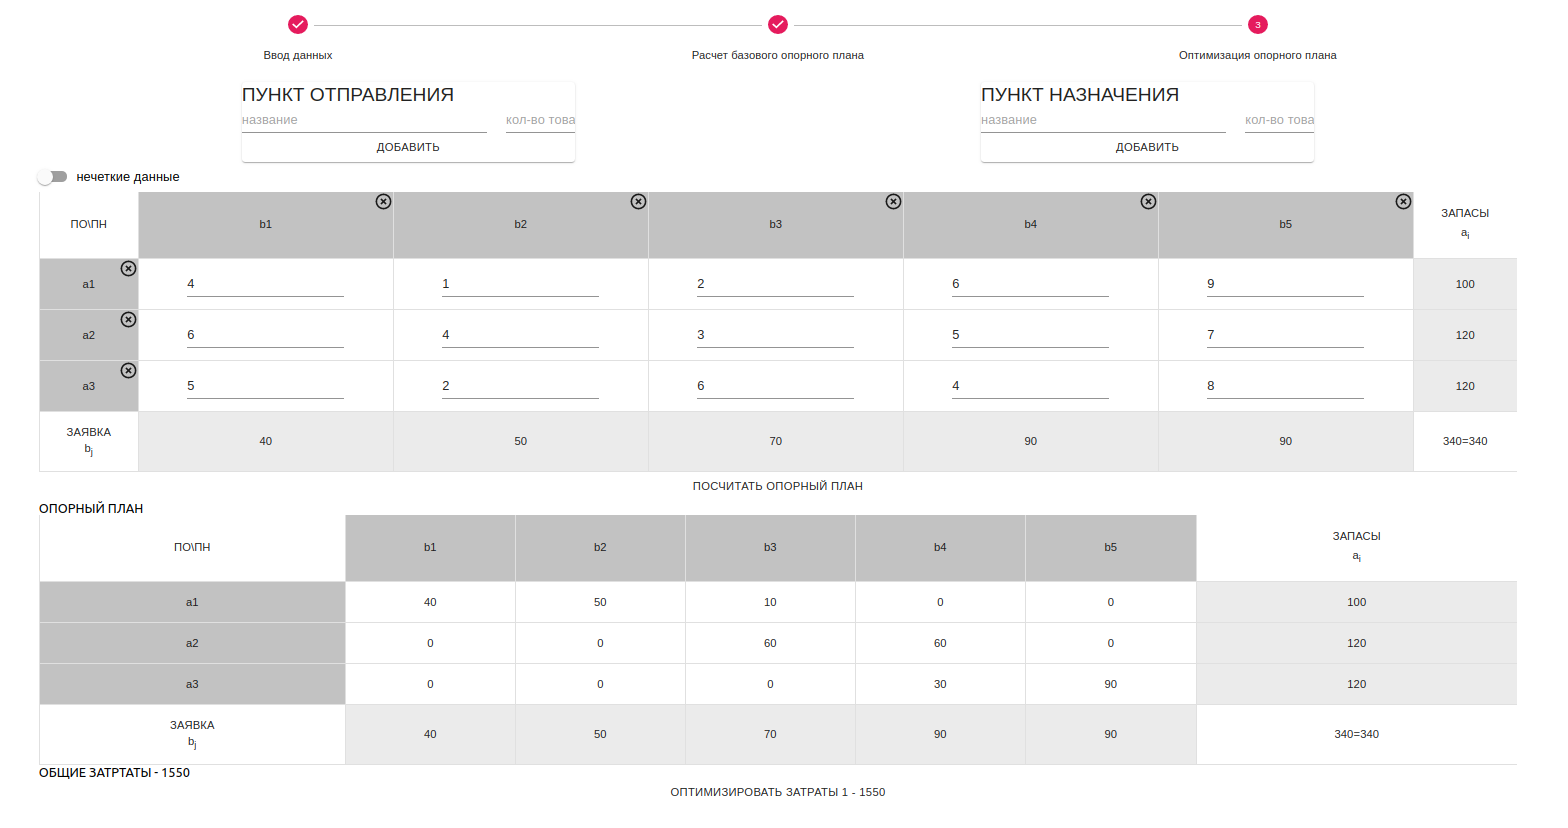 3
Ввод данных
Расчет базового опорного плана
Оптимизация опорного плана
ПУНКТ ОТПРАВЛЕНИЯ
название кол-во това
ДОБАВИТЬ
ПУНКТ НАЗНАЧЕНИЯ
название кол-во това
ДОБАВИТЬ
нечеткие данные
ПО\ПН b1 b2 b3 b4 b5 ЗАПАСЫ
ai
a1 4 1 2 6 9 100
a2 6 4 3 5 7 120
a3 5 2 6 4 8 120
ЗАЯВКА
bj 40 50 70 90 90 340=340
ПОСЧИТАТЬ ОПОРНЫЙ ПЛАН
ОПОРНЫЙ ПЛАН
ПО\ПН b1 b2 b3 b4 b5 ЗАПАСЫ
ai
a1 40 50 10 0 0 100
a2 0 0 60 60 0 120
a3 0 0 0 30 90 120
ЗАЯВКА
bj 40 50 70 90 90 340=340
ОБЩИЕ ЗАТРТАТЫ - 1550
ОПТИМИЗИРОВАТЬ ЗАТРАТЫ 1 - 1550